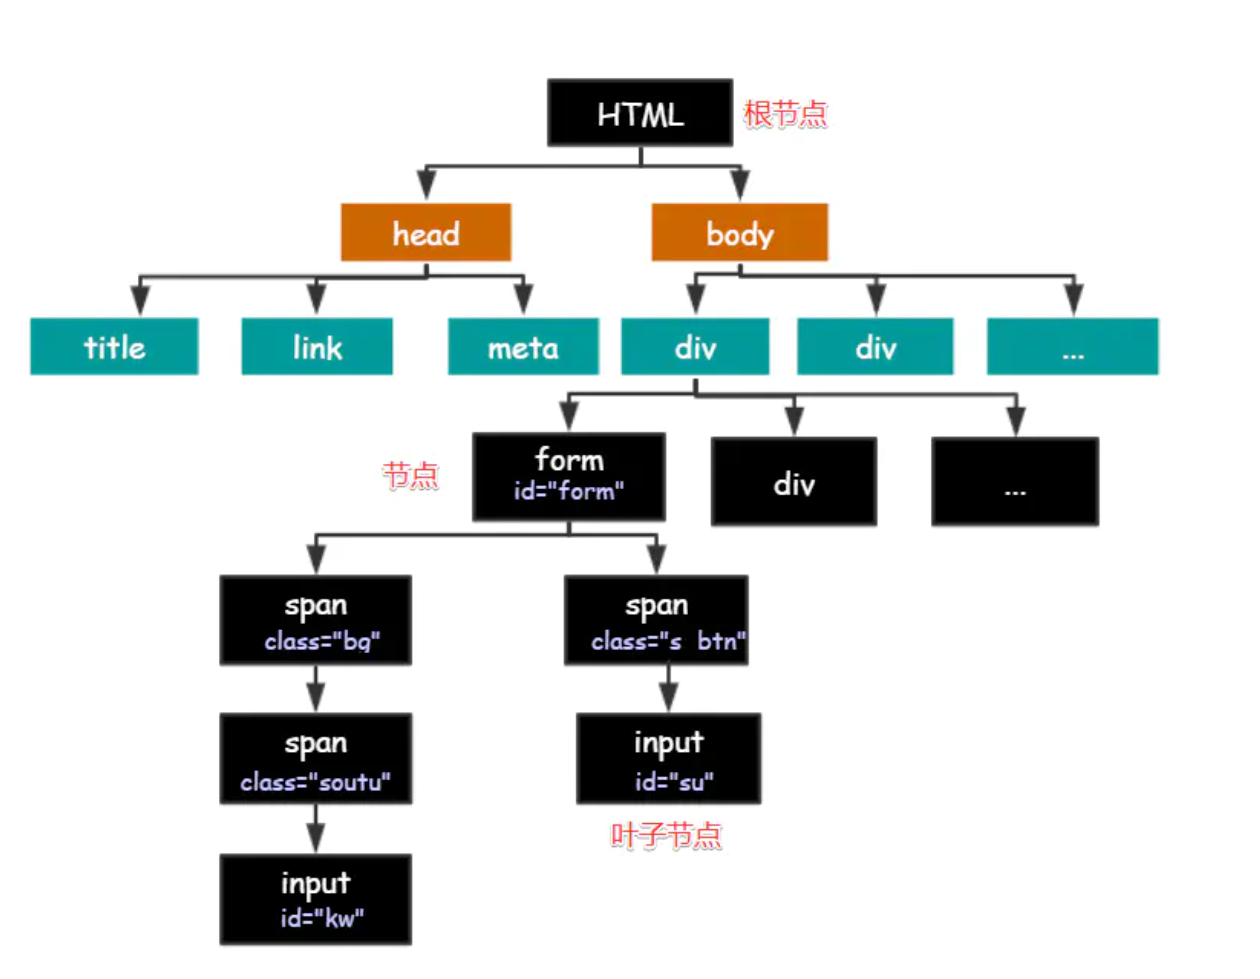 HTML
根节点
head
body
title
link
meta
div
div
...
节点
form
id="form"
div
...
span
class="bg"
span
class="s btn"
span
class="soutu"
input
id="su"
叶子节点
input
id="kw"